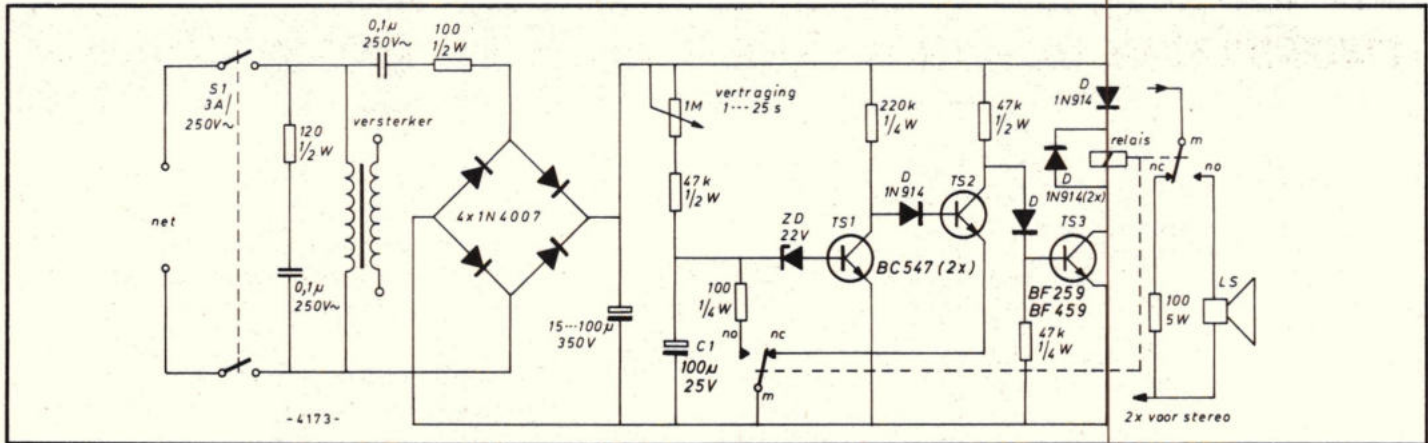 0,1µ
250V~
100
1/2 W
S1
3A/
250V~
120
1/2 W
versterker
net
0,1µ
250V~
4x1N4007
15···100µ
350V
1M
vertraging
1···25 s
47k
1/2 W
220k
1/4 W
47k
1/2 W
D
1N914
relais
m
nc
no
D
1N914
TS2
D
1N914(2x)
D
ZD
22V
TS1
TS3
BC547 (2x)
BF259
BF459
100
1/4 W
no
nc
C1
100µ
25V
m
47k
1/4 W
100
5W
LS
2x voor stereo
-4173-